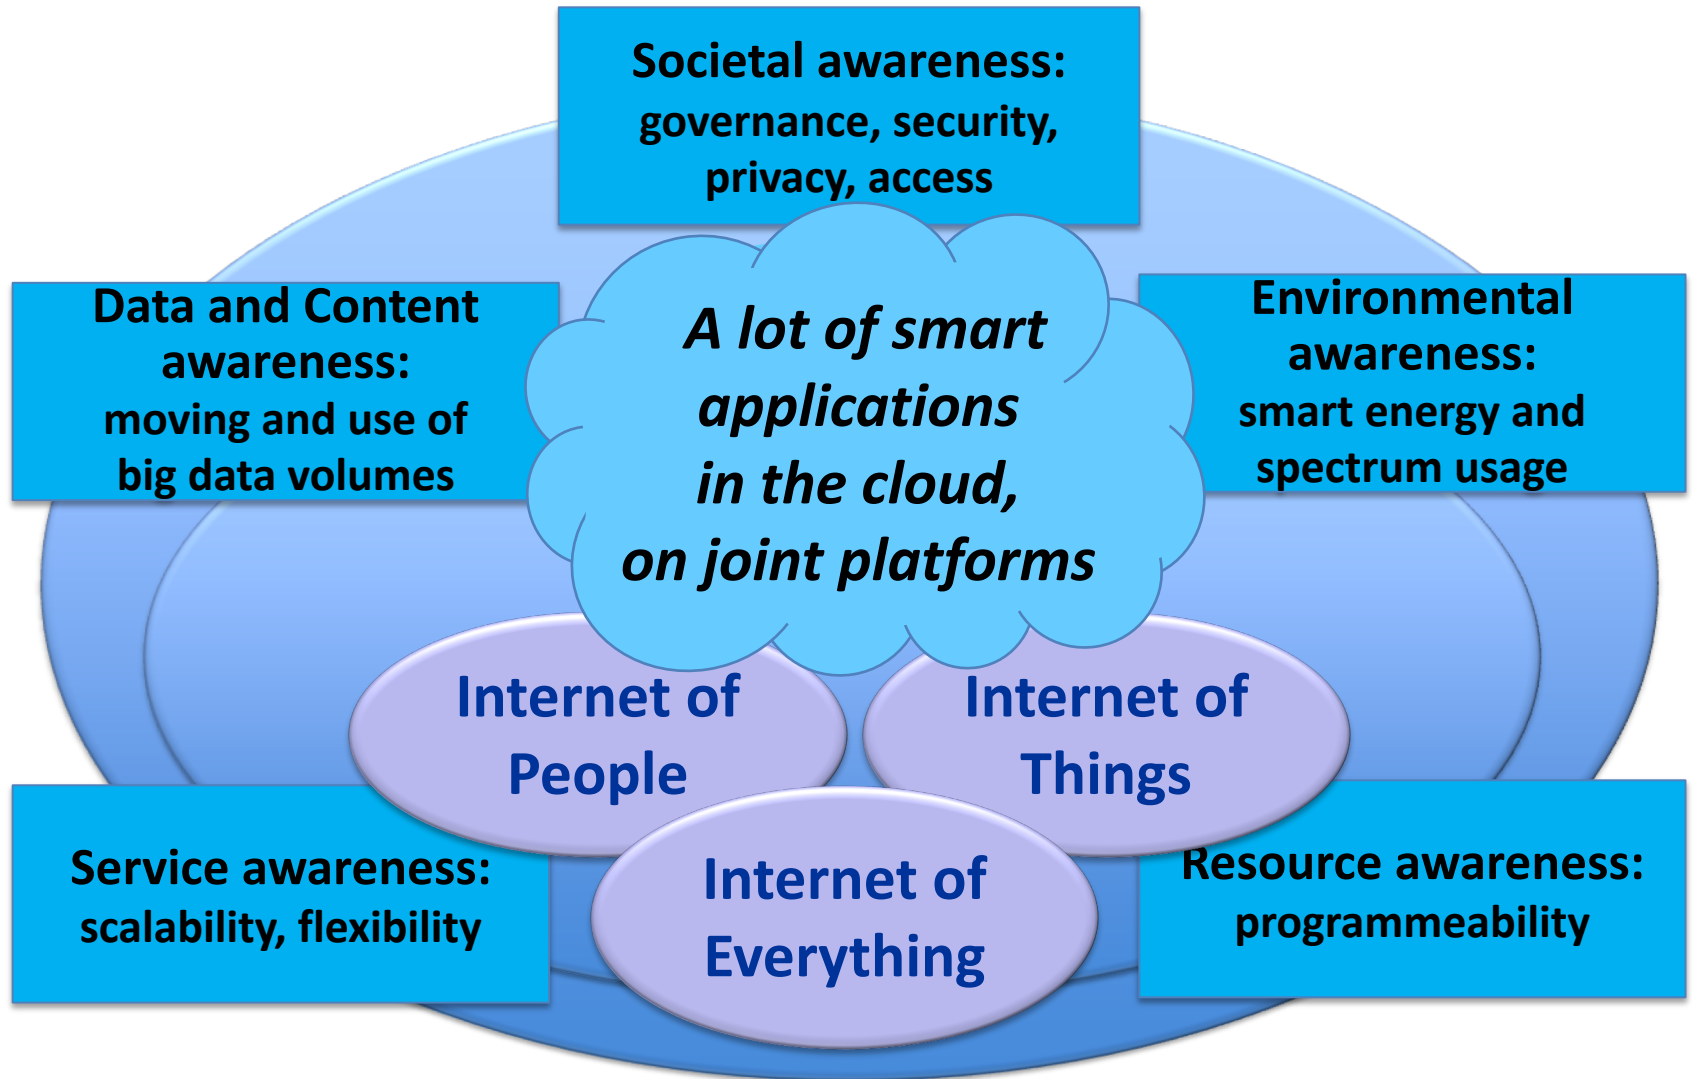 Societal awareness:
governance, security,
privacy, access
Data and Content
awareness:
moving and use of
big data volumes
A lot of smart
applications
in the cloud,
on joint platforms
Environmental
awareness:
smart energy and
spectrum usage
Internet of
People
Internet of
Things
Service awareness:
scalability, flexibility
Internet of
Everything
Resource awareness:
programmeability